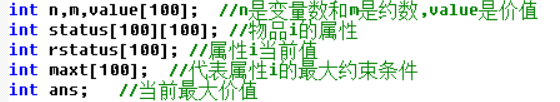 int n,m,value[100];  //n是变量数和m是约数,value是价值
int status[100][100]; //物品i的属性
int rstatus[100]; //属性i当前值
int maxt[100];  //代表属性i的最大约束条件
int ans;   //当前最大价值